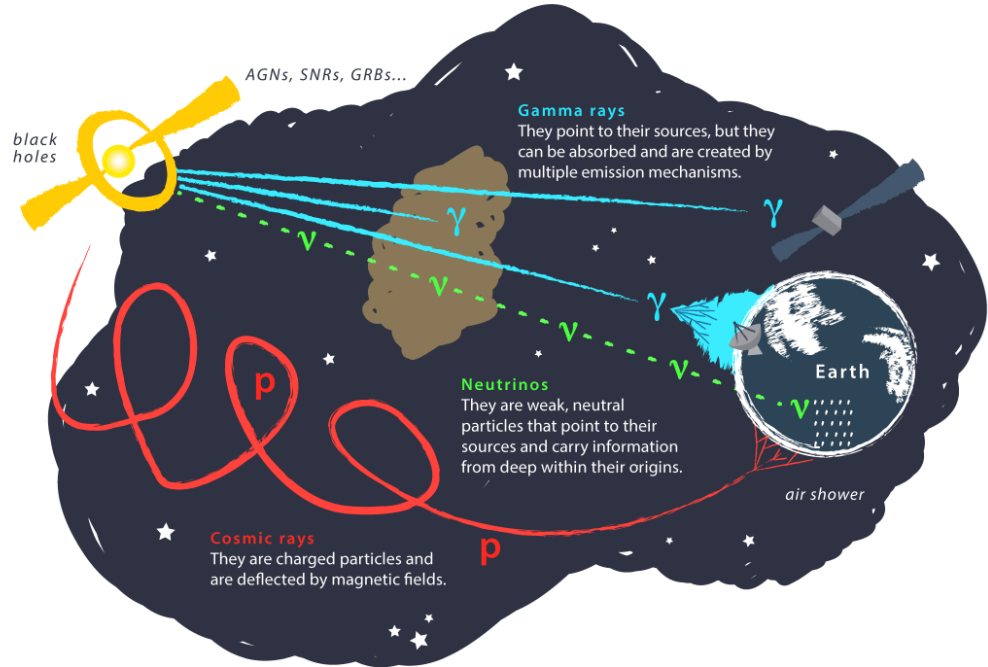 AGNs, SNRs, GRBs...
black
holes
Gamma rays
They point to their sources, but they
can be absorbed and are created by
multiple emission mechanisms.
γ
γ
ν
ν
γ
ν
ν
Earth
p
Neutrinos
They are weak, neutral
particles that point to their
sources and carry information
from deep within their origins.
ν
air shower
Cosmic rays
They are charged particles and
are deflected by magnetic fields.
p